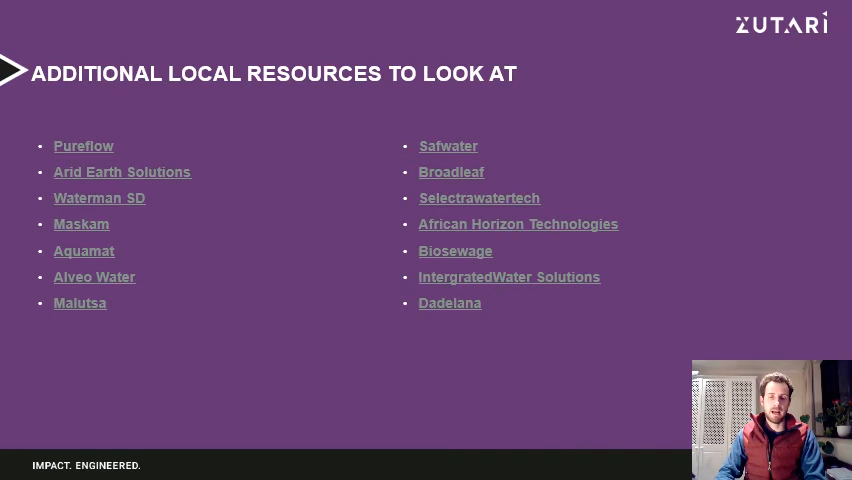 ZUTARI
ADDITIONAL LOCAL RESOURCES TO LOOK AT
• Pureflow
• Arid Earth Solutions
• Waterman SD
• Maskam
• Aquamat
• Alveo Water
• Malutsa
• Safwater
• Broadleaf
• Selectrawatertech
• African Horizon Technologies
• Biosewage
• IntergratedWater Solutions
• Dadelana
IMPACT. ENGINEERED.